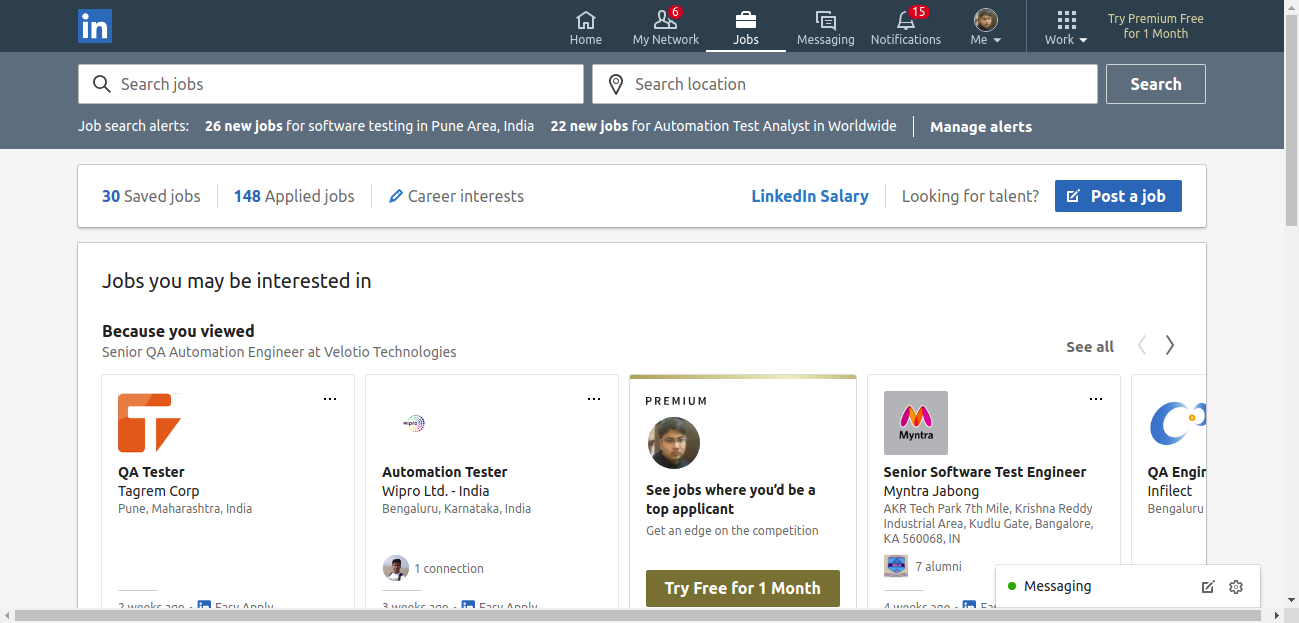 in
Home
6
My Network
Jobs
Messaging
15
Notifications
Me
Work
Try Premium Free
for 1 Month
Search jobs
Search location
Search
Job search alerts: 26 new jobs for software testing in Pune Area, India 22 new jobs for Automation Test Analyst in Worldwide Manage alerts
30 Saved jobs 148 Applied jobs Career interests LinkedIn Salary Looking for talent? Post a job
Jobs you may be interested in
Because you viewed
Senior QA Automation Engineer at Velotio Technologies
See all
QA Tester
Tagrem Corp
Pune, Maharashtra, India
2 weeks ago · in Easy Apply
wipro
Automation Tester
Wipro Ltd. - India
Bengaluru, Karnataka, India
1 connection
3 weeks ago · in Easy Apply
PREMIUM
See jobs where you'd be a
top applicant
Get an edge on the competition
Try Free for 1 Month
Myntra
Senior Software Test Engineer
Myntra Jabong
AKR Tech Park 7th Mile, Krishna Reddy
Industrial Area, Kudlu Gate, Bangalore,
KA 560068, IN
7 alumni
4 weeks ago · in
QA Engin
Infilect
Bengaluru
Messaging